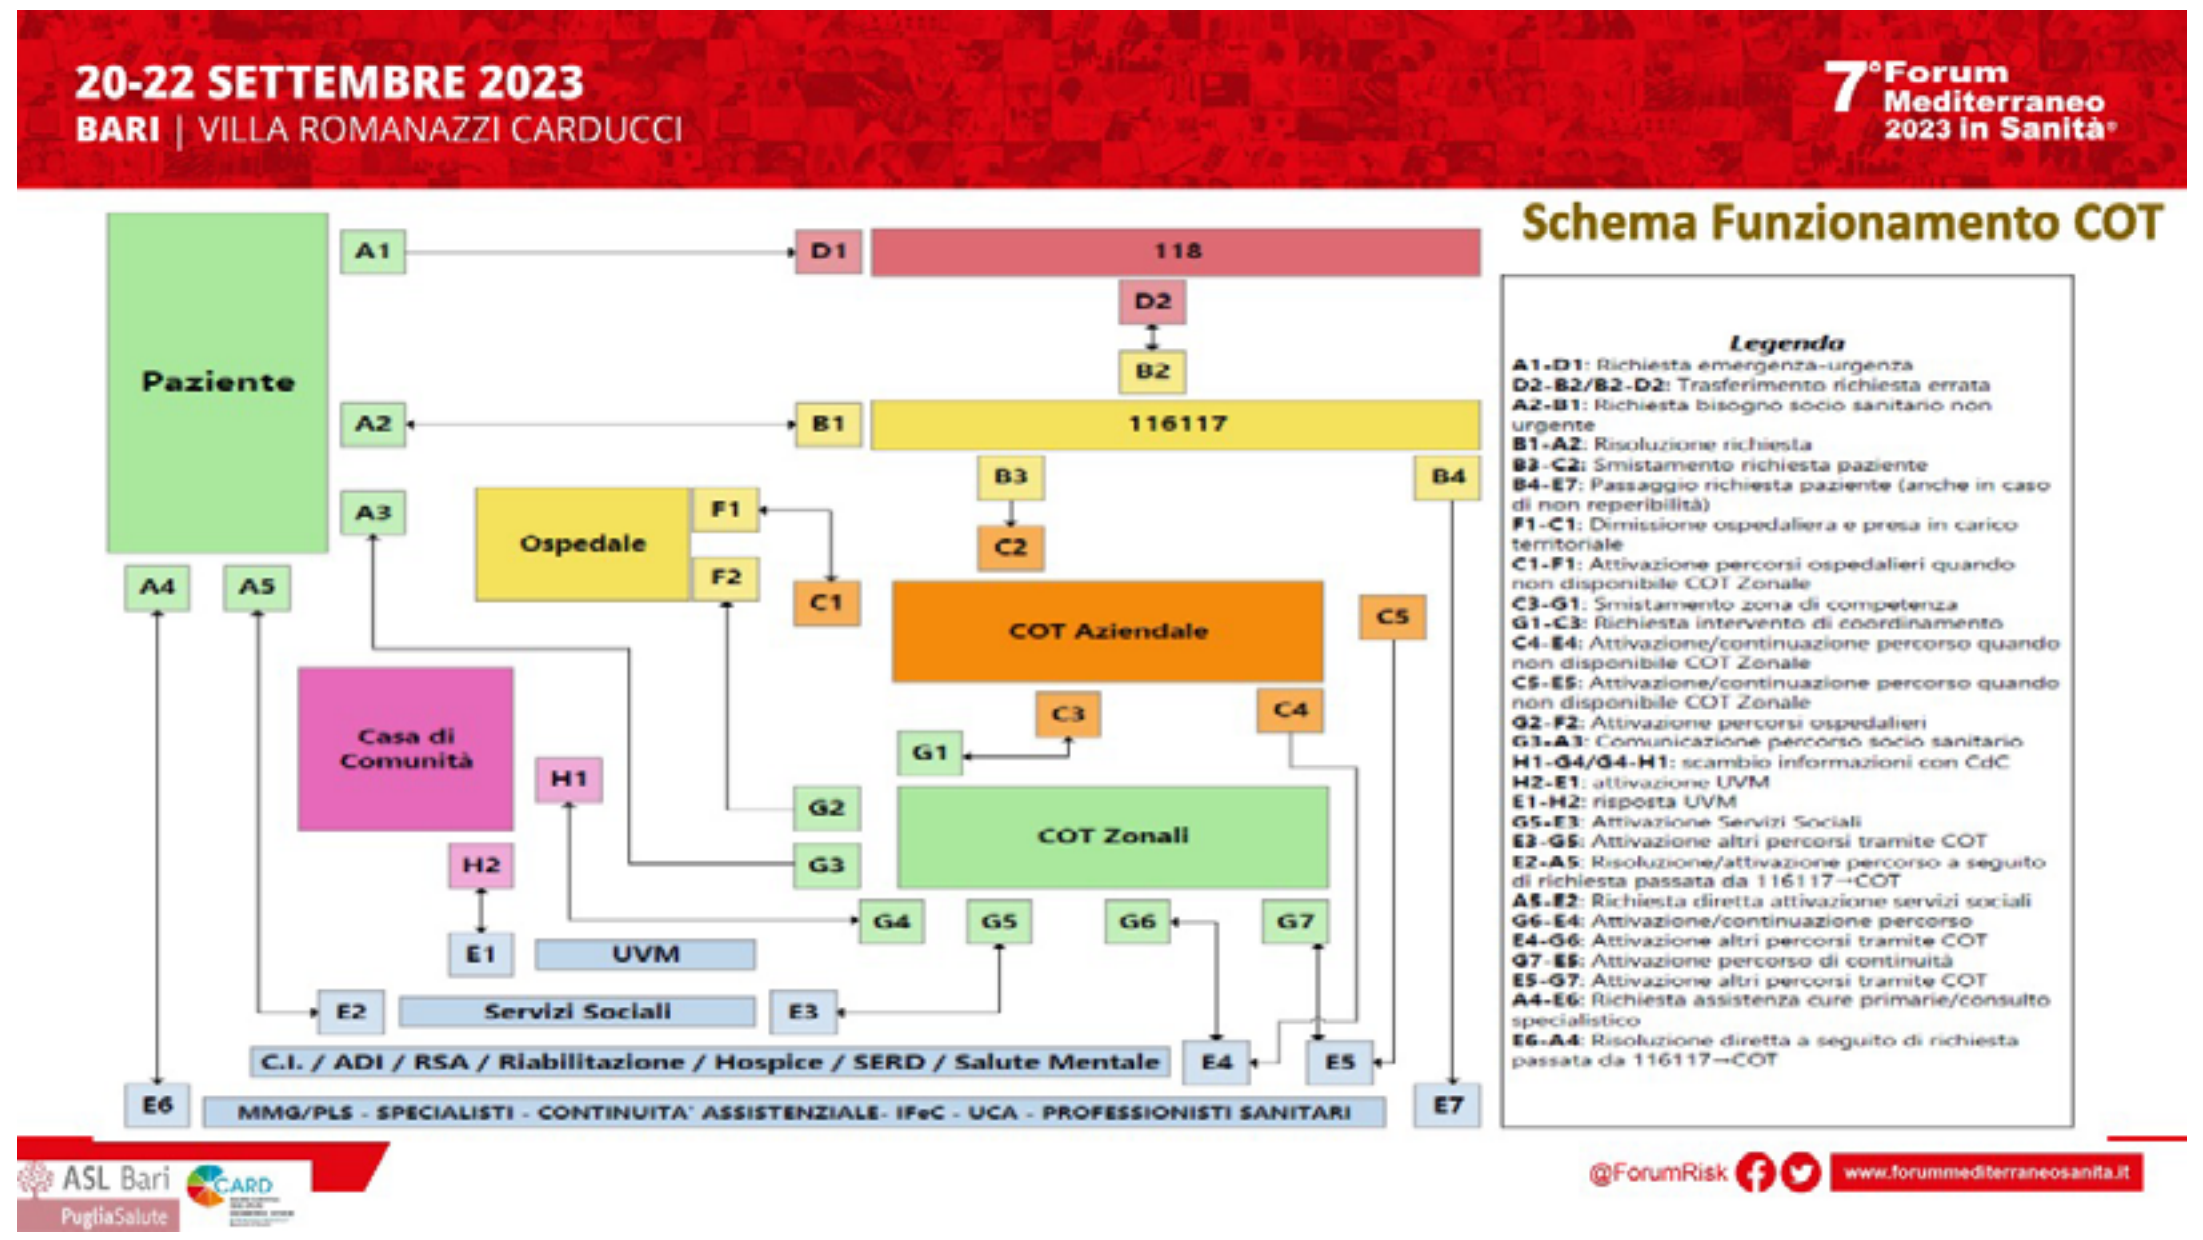 20-22 SETTEMBRE 2023
BARI | VILLA ROMANAZZI CARDUCCI
7° Forum
Mediterraneo
2023 in Sanità
Schema Funzionamento COT
Paziente
A1
D1
118
D2
B2
A2
B1
116117
A3
B3
B4
Ospedale
F1
F2
C2
A4
A5
C1
COT Aziendale
C5
Casa di
Comunità
C3
C4
G1
H1
G2
COT Zonali
H2
G3
G4
G5
G6
G7
E1
UVM
E2
Servizi Sociali
E3
C.I. / ADI / RSA / Riabilitazione / Hospice / SERD / Salute Mentale
E4
E5
E6
MMG/PLS - SPECIALISTI - CONTINUITA' ASSISTENZIALE- IFeC - UCA - PROFESSIONISTI SANITARI
E7
Legenda
A1-D1: Richiesta emergenza-urgenza
D2-B2/B2-D2: Trasferimento richiesta errata
A2-B1: Richiesta bisogno socio sanitario non
urgente
B1-A2: Risoluzione richiesta
B3-C2: Smistamento richiesta paziente
B4-E7: Passaggio richiesta paziente (anche in caso
di non reperibilità)
F1-C1: Dimissione ospedaliera e presa in carico
territoriale
C1-F1: Attivazione percorsi ospedalieri quando
non disponibile COT Zonale
C3-G1: Smistamento zona di competenza
G1-C3: Richiesta intervento di coordinamento
C4-E4: Attivazione/continuazione percorso quando
non disponibile COT Zonale
C5-E5: Attivazione/continuazione percorso quando
non disponibile COT Zonale
G2-F2: Attivazione percorsi ospedalieri
G3-A3: Comunicazione percorso socio sanitario
H1-G4/G4-H1: scambio informazioni con CdC
H2-E1: attivazione UVM
E1-H2: risposta UVM
G5-E3: Attivazione Servizi Sociali
E3-G5: Attivazione altri percorsi tramite COT
E2-A5: Risoluzione/attivazione percorso a seguito
di richiesta passata da 116117→COT
A5-E2: Richiesta diretta attivazione servizi sociali
G6-E4: Attivazione/continuazione percorso
E4-G6: Attivazione altri percorsi tramite COT
G7-E5: Attivazione percorso di continuità
E5-G7: Attivazione altri percorsi tramite COT
A4-E6: Richiesta assistenza cure primarie/consulto
specialistico
E6-A4: Risoluzione diretta a seguito di richiesta
passata da 116117→COT
ASL Bari
PugliaSalute
CARD
@ForumRisk
www.forummediterraneosanita.it